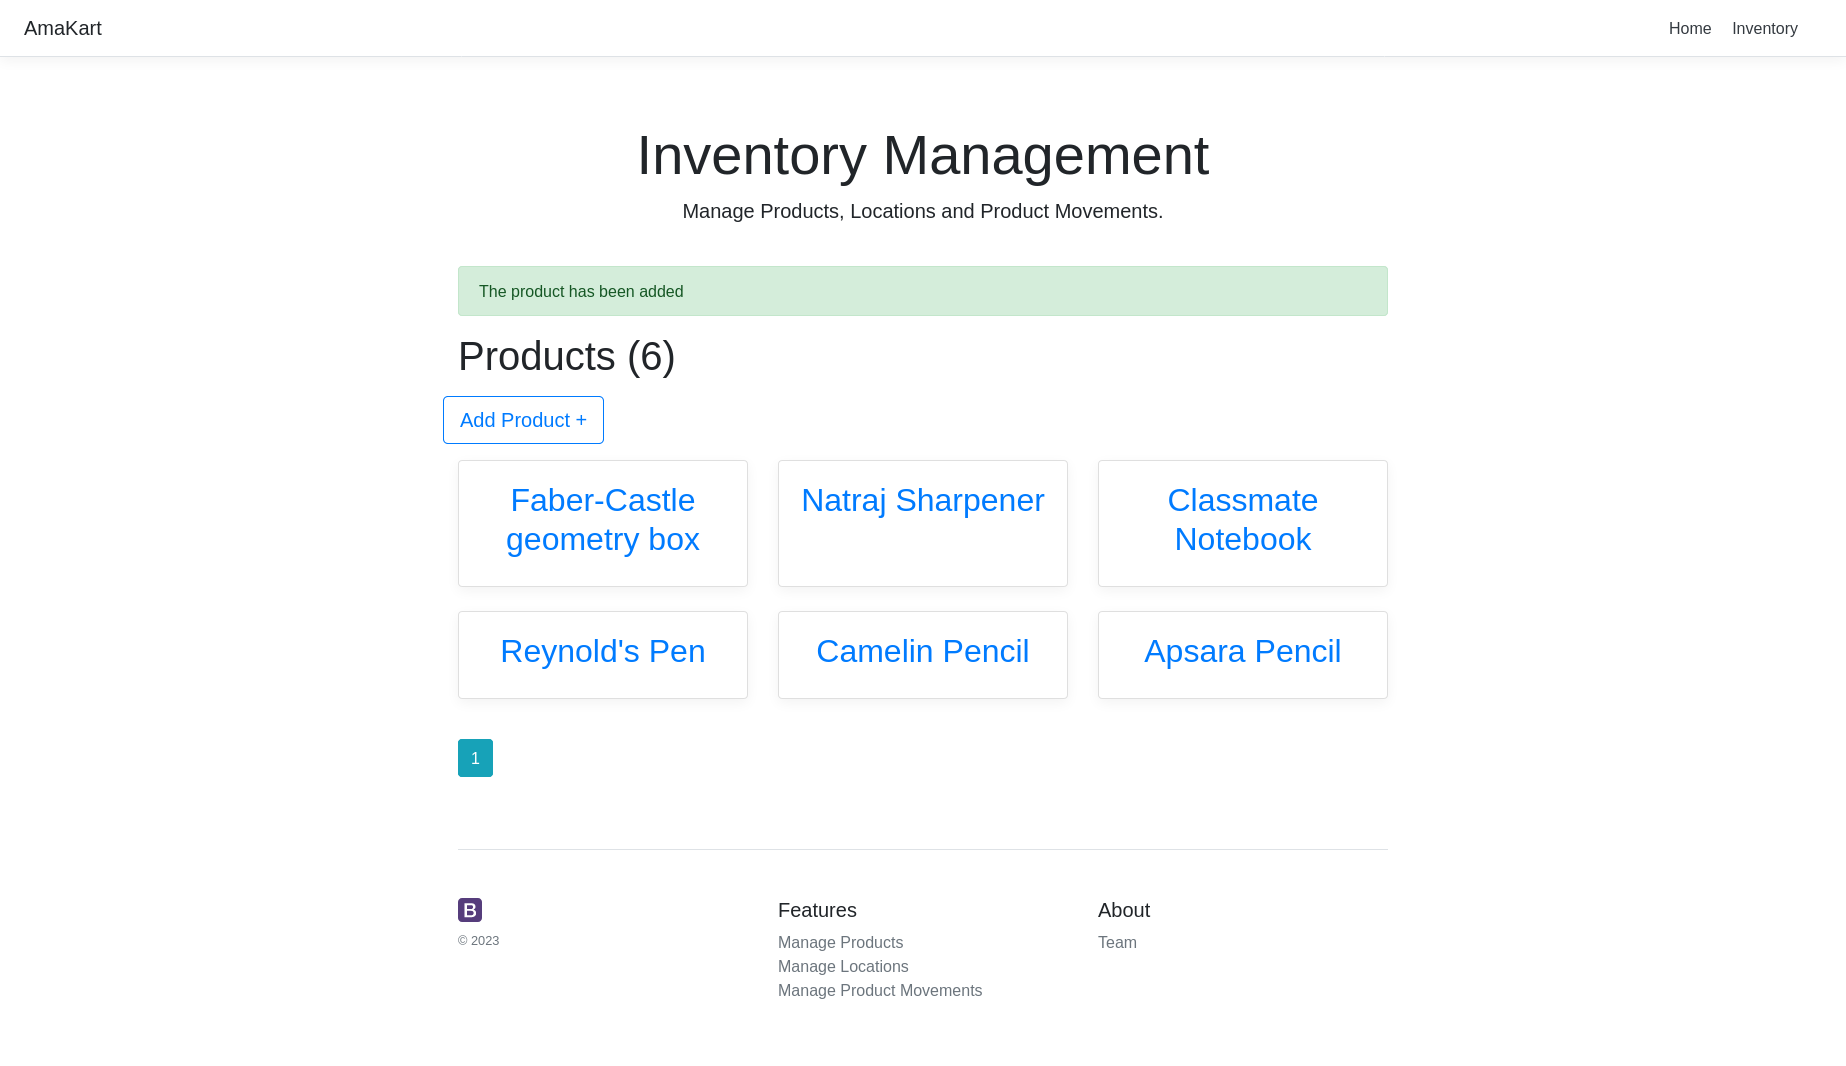 AmaKart
Home
Inventory
Inventory Management
Manage Products, Locations and Product Movements.
The product has been added
Products (6)
Add Product +
Faber-Castle
geometry box
Natraj Sharpener
Classmate
Notebook
Reynold's Pen
Camelin Pencil
Apsara Pencil
1
B
© 2023
Features
Manage Products
Manage Locations
Manage Product Movements
About
Team